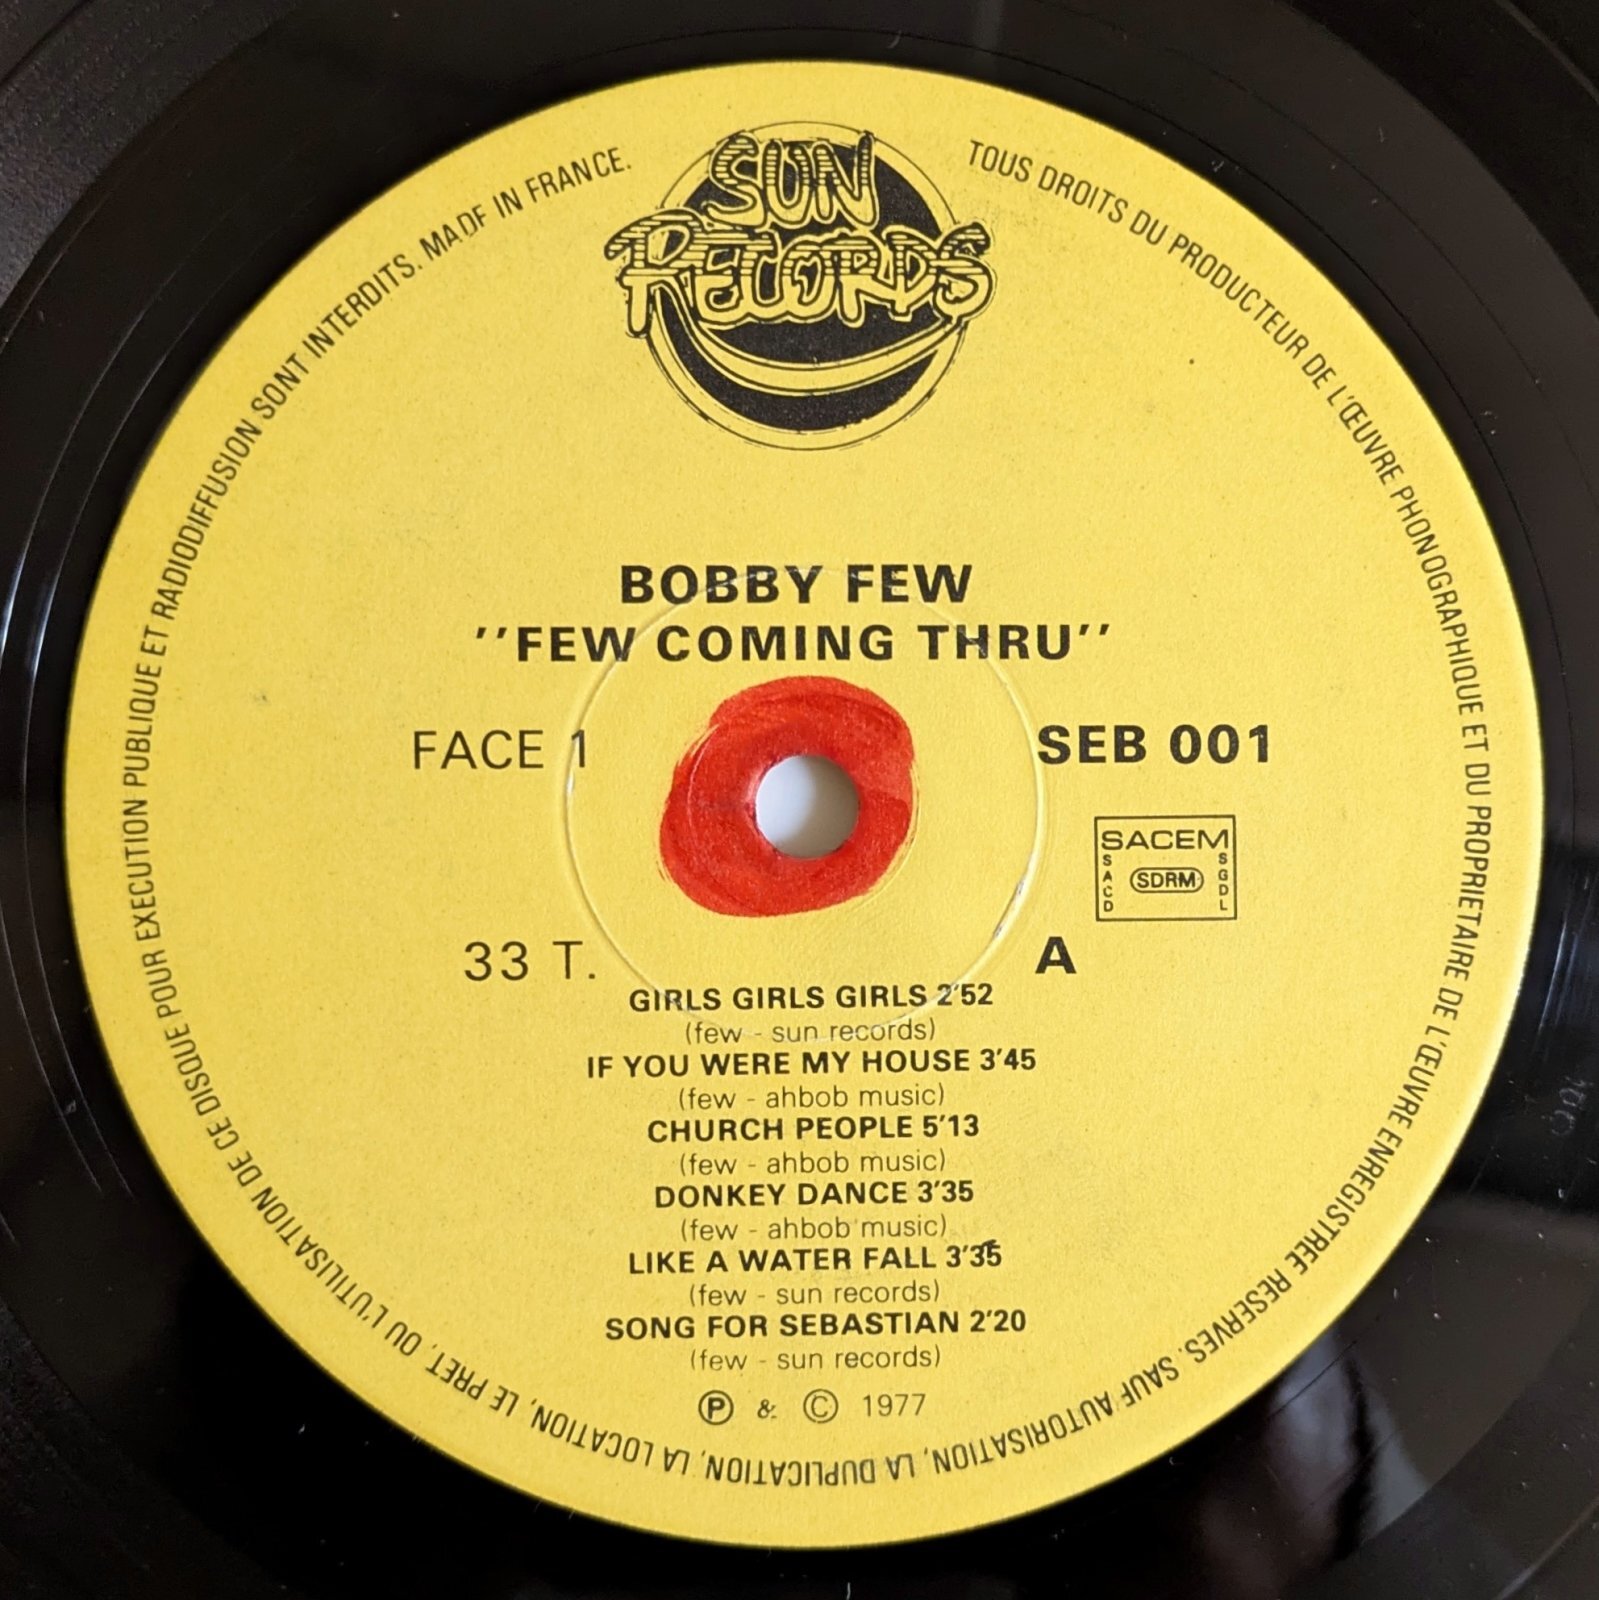 SUN
RECORDS
TOUS DROITS DU PRODUCTEUR DE L'ŒUVRE PHONOGRAPHIQUE ET DU PROPRIETAIRE DE L'ŒUVRE ENREGISTREE RESERVES. SAUF AUTORISATION, LA DUPLICATION, LA LOCATION, LE PRET, OU L'UTILISATION DE CE DISQUE POUR EXECUTION PUBLIQUE ET RADIODIFFUSION SONT INTERDITS. MADE IN FRANCE.
BOBBY FEW
''FEW COMING THRU''
FACE 1
SEB 001
SACEM
SACD
SDRM
SGDL
33 T.
A
GIRLS GIRLS GIRLS 2'52
(few - sun records)
IF YOU WERE MY HOUSE 3'45
(few - ahbob music)
CHURCH PEOPLE 5'13
(few - ahbob music)
DONKEY DANCE 3'35
(few - ahbob music)
LIKE A WATER FALL 3'35
(few - sun records)
SONG FOR SEBASTIAN 2'20
(few - sun records)
Ⓟ & © 1977